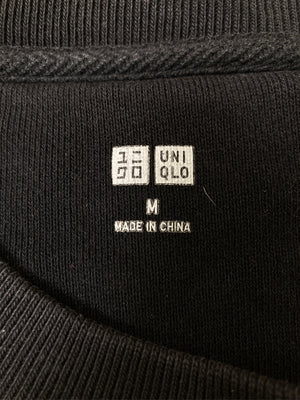 ユニ UNI
クロ QLO
M
MADE IN CHINA